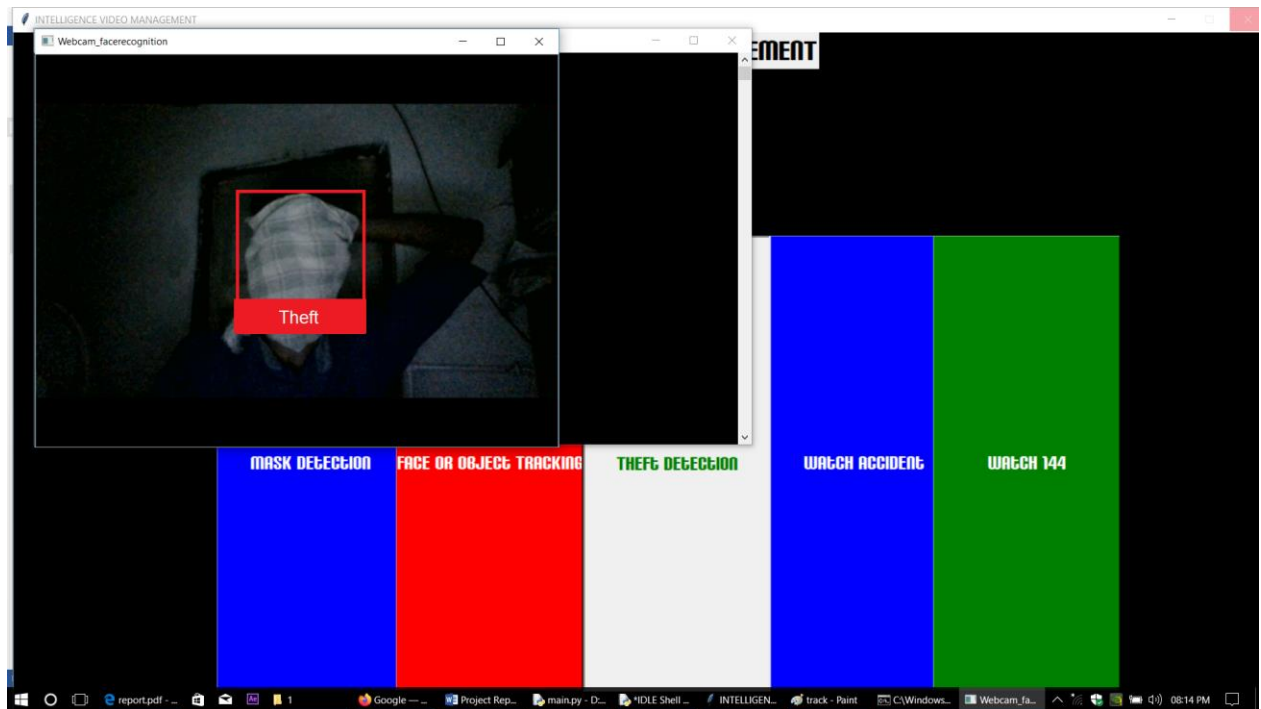 INTELLIGENCE VIDEO MANAGEMENT
Webcam_facerecognition
EMENT
Theft
MASK DETECTION
FACE OR OBJECT TRACKING
THEFT DETECTION
WATCH ACCIDENT
WATCH 144
report.pdf - ...
Ae
1
Google — ...
Project Rep...
main.py - D:...
*IDLE Shell ...
INTELLIGEN...
track - Paint
C:\Windows...
Webcam_fa...
08:14 PM